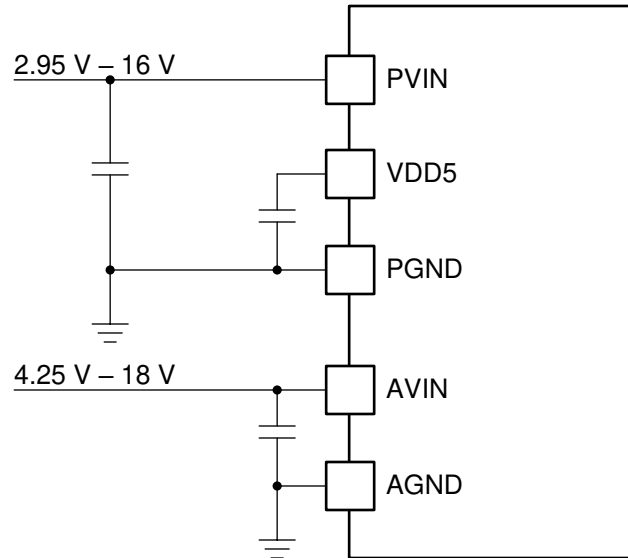 2.95 V – 16 V
PVIN
VDD5
PGND
4.25 V – 18 V
AVIN
AGND